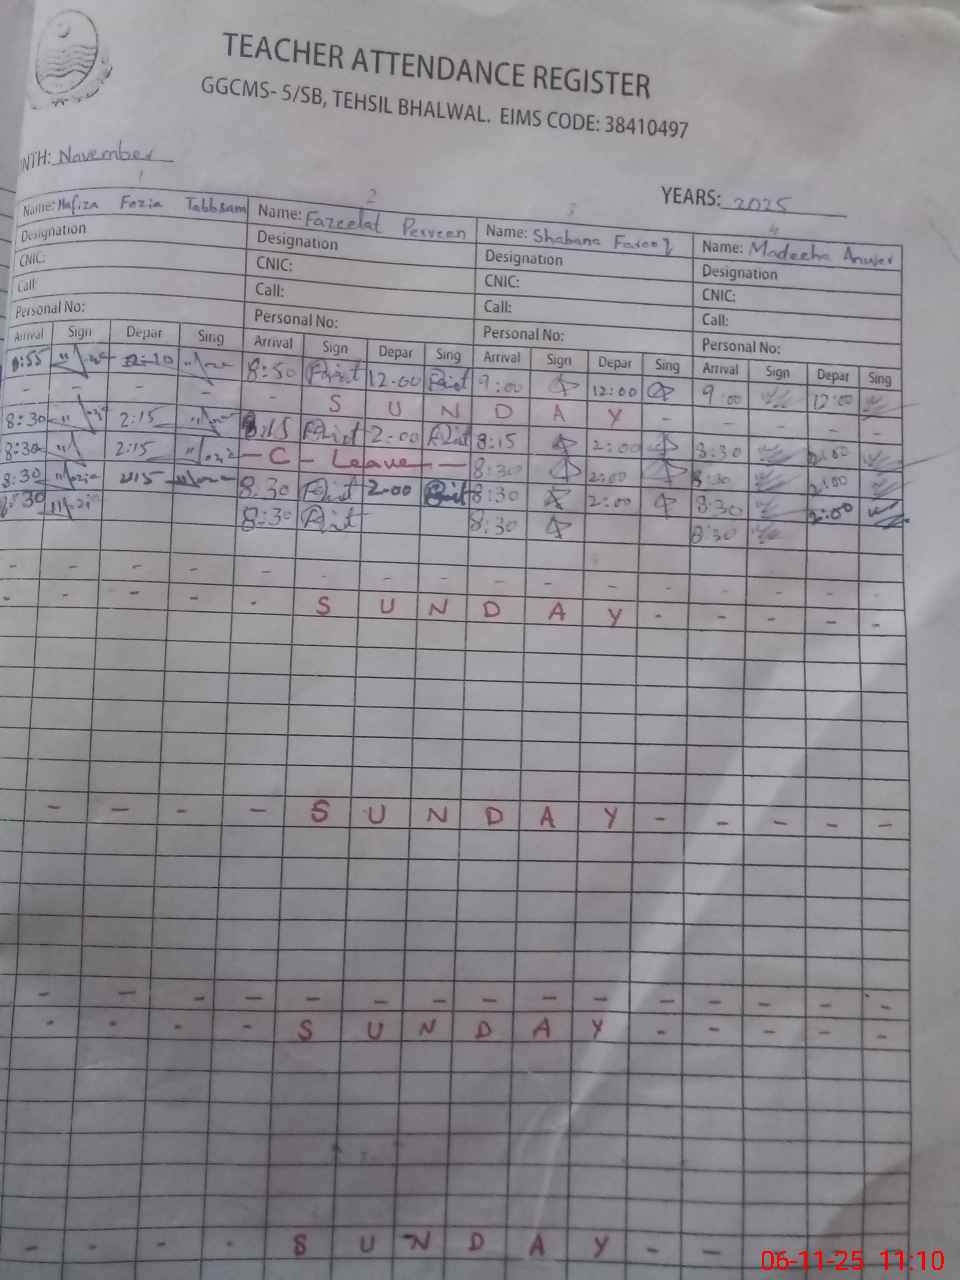 TEACHER ATTENDANCE REGISTER
GGCMS- 5/SB, TEHSIL BHALWAL. EIMS CODE: 38410497
NTH: November
YEARS: 2025
1 2 3 4
Name: Hafiza Fozia Tabbsam Name: Fazeelat Perveen Name: Shabana Farooq Name: Madeeha Anwer
Designation Designation Designation Designation
CNIC: CNIC: CNIC: CNIC:
Call: Call: Call: Call:
Personal No: Personal No: Personal No: Personal No:
Arrival Sign Depar Sing Arrival Sign Depar Sing Arrival Sign Depar Sing Arrival Sign Depar Sing
8:55 12:10 8:50 12:00 9:00 12:00 9:00 12:00
- - - - - S U N D A Y - - - - -
8:30 2:15 8:15 2:00 8:15 2:00 8:30 2:00
8:30 2:15 - C - Leave - - 8:30 2:00 8:30 2:00
8:30 2:15 8:30 2:00 8:30 2:00 8:30 2:00
8:30 8:30 8:30 8:30
- - - - - - - - - - - - - - - -
- - - - - S U N D A Y - - - - -
- - - - S U N D A Y - - - - -
- - - - - - - - - - - - - - -
- - - - S U N D A Y - - - - -
- - - - S U N D A Y - -
06-11-25 11:10